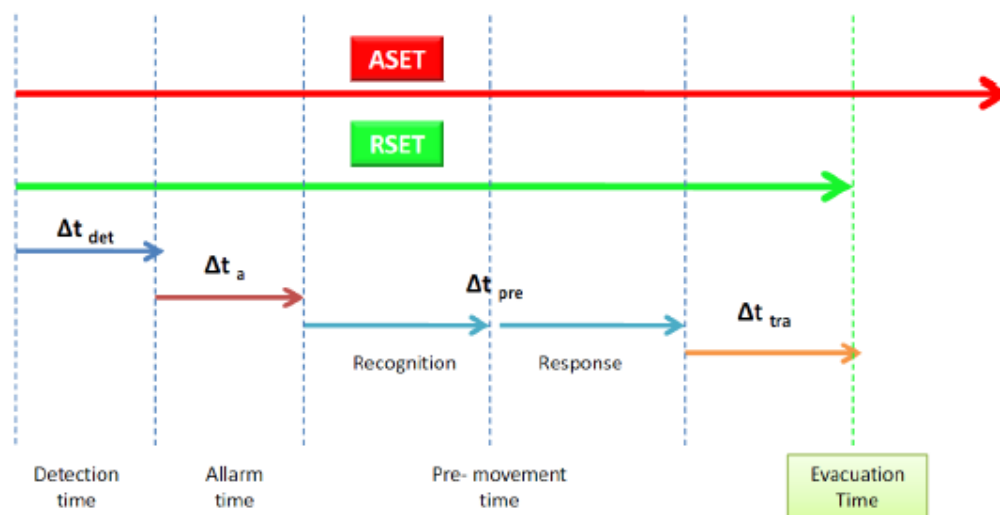 ASET
RSET
Δt det
Δt a
Δt pre
Δt tra
Recognition
Response
Detection
time
Allarm
time
Pre- movement
time
Evacuation
Time